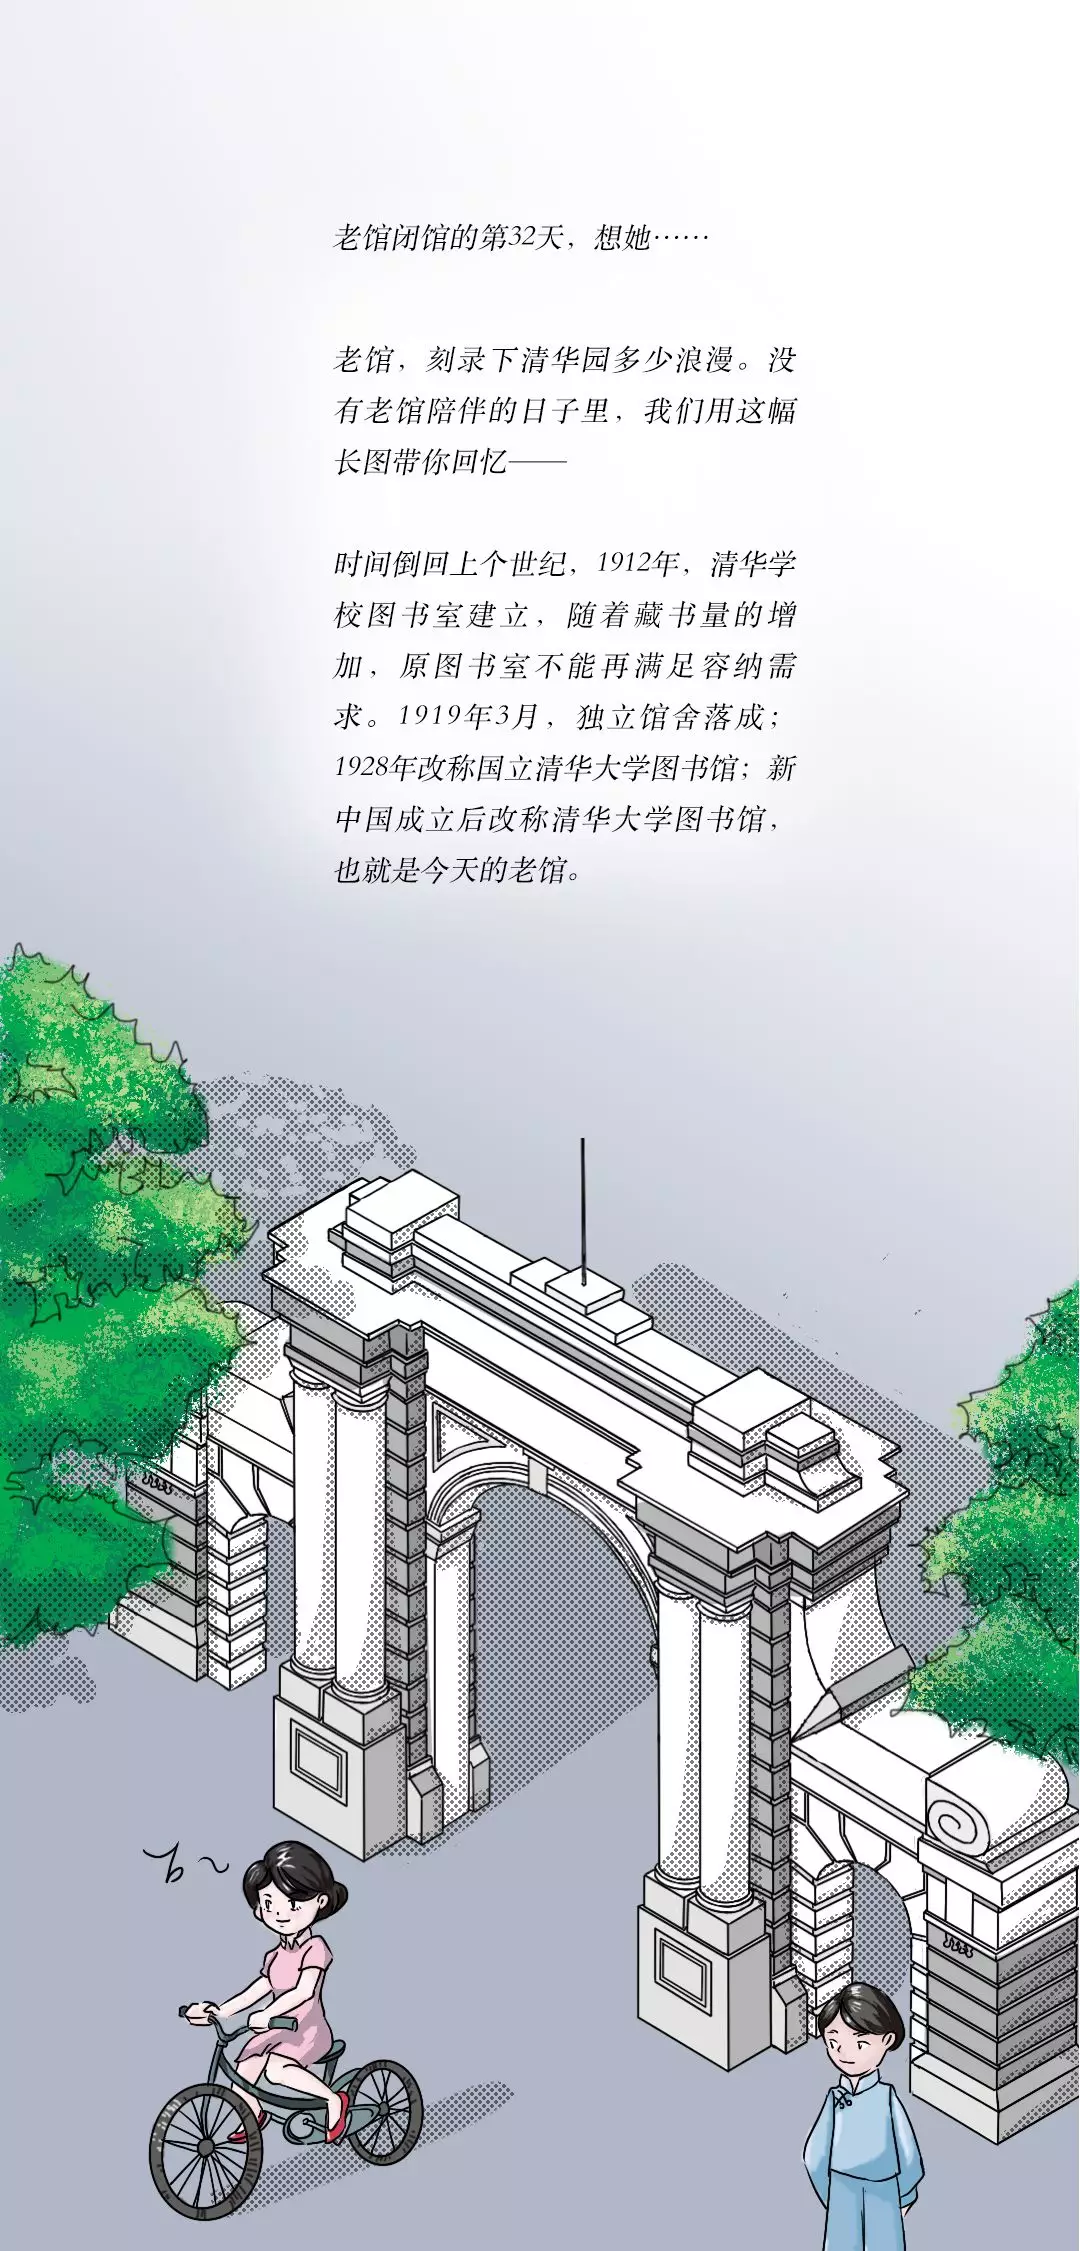 老馆闭馆的第32天，想她……
老馆，刻录下清华园多少浪漫。没
有老馆陪伴的日子里，我们用这幅
长图带你回忆——
时间倒回上个世纪，1912年，清华学
校图书室建立，随着藏书量的增
加，原图书室不能再满足容纳需
求。1919年3月，独立馆舍落成；
1928年改称国立清华大学图书馆；新
中国成立后改称清华大学图书馆，
也就是今天的老馆。